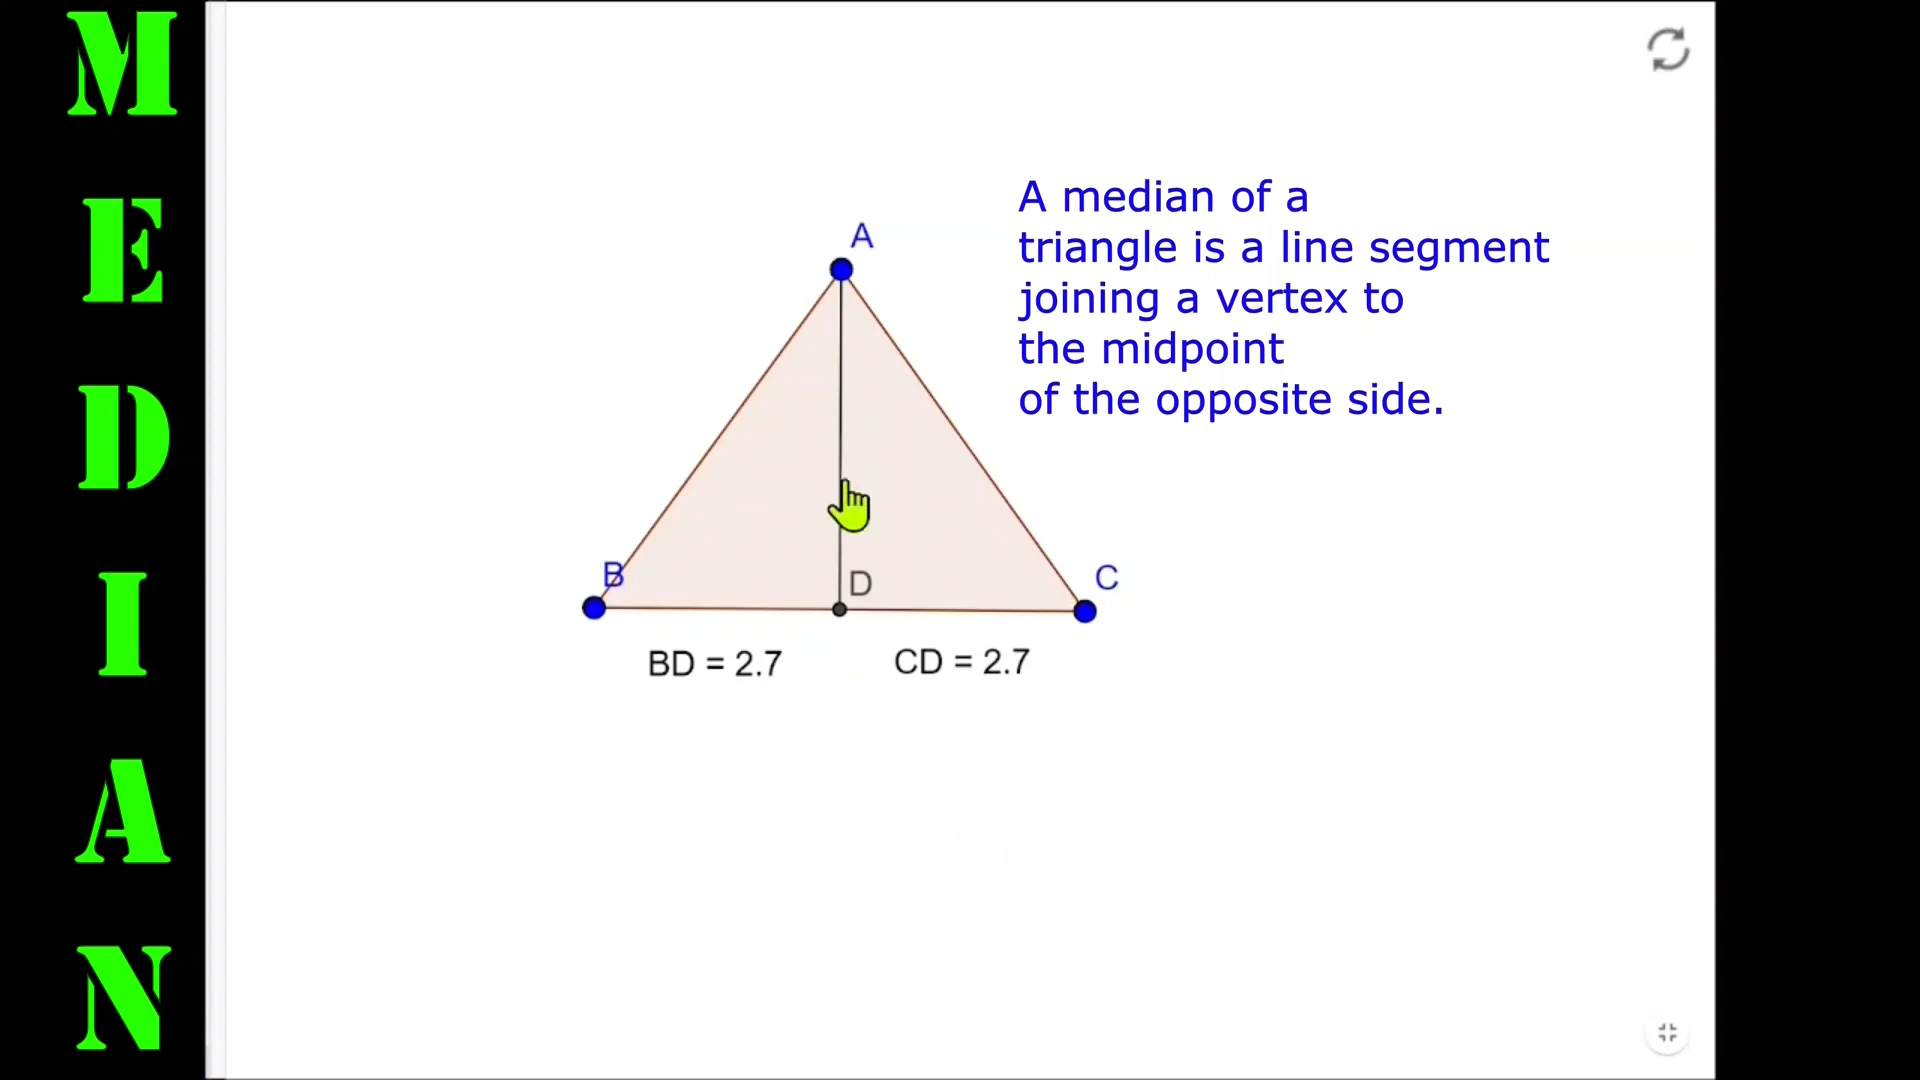 MEDIAN
A median of a
triangle is a line segment
joining a vertex to
the midpoint
of the opposite side.
A
B
D
C
BD = 2.7
CD = 2.7